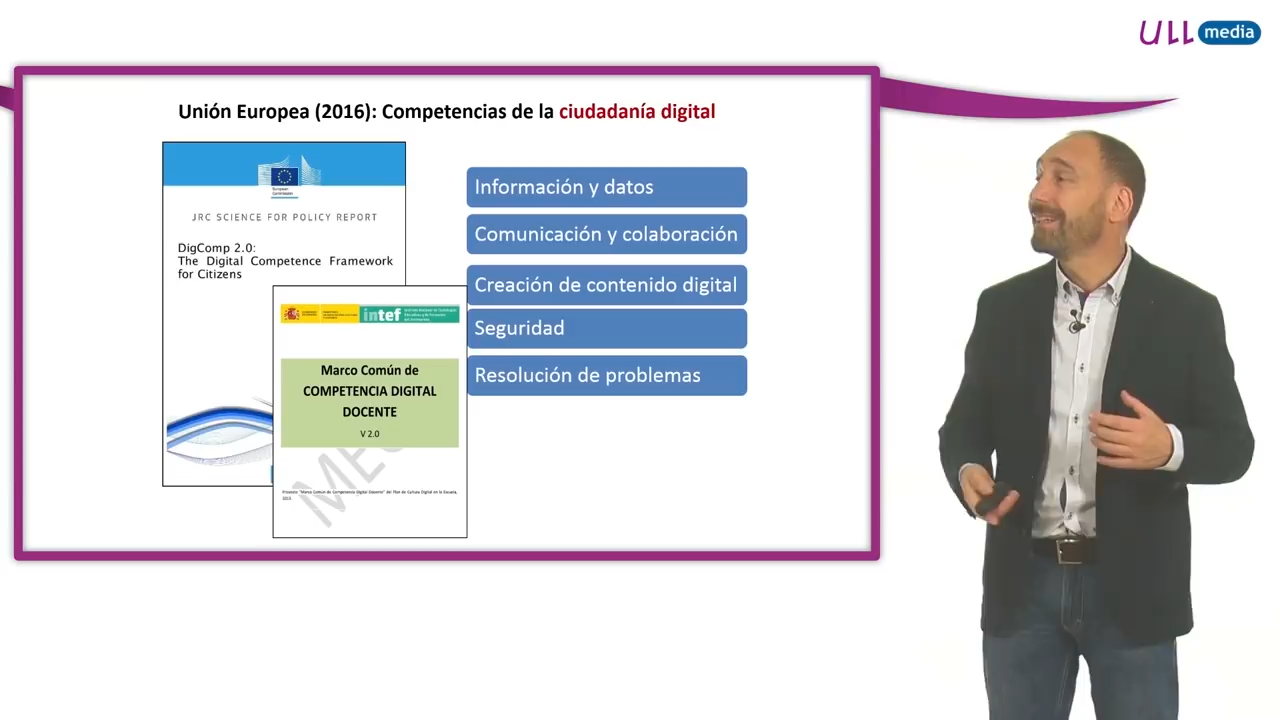 ULL media
Unión Europea (2016): Competencias de la ciudadanía digital
European
Commission
JRC SCIENCE FOR POLICY REPORT
DigComp 2.0:
The Digital Competence Framework
for Citizens
intef
Marco Común de
COMPETENCIA DIGITAL
DOCENTE
V 2.0
Información y datos
Comunicación y colaboración
Creación de contenido digital
Seguridad
Resolución de problemas